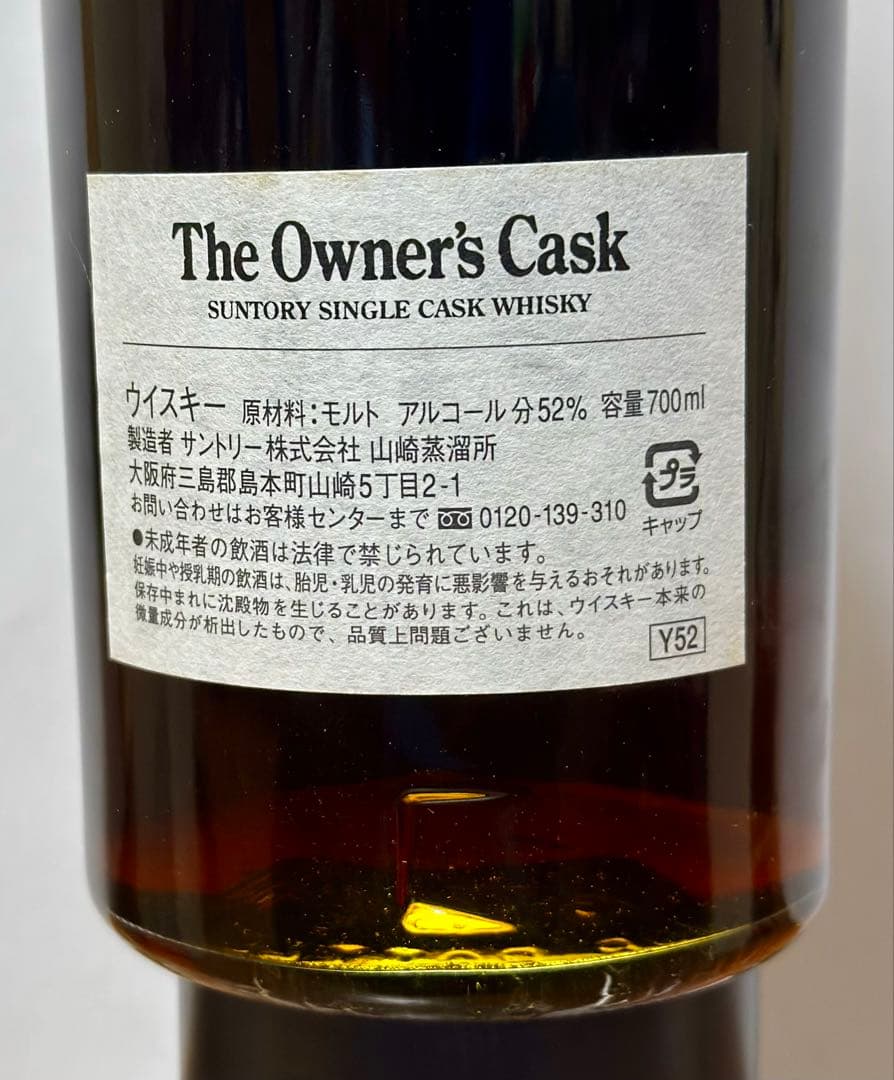 The Owner's Cask
SUNTORY SINGLE CASK WHISKY
ウイスキー 原材料:モルト アルコール分52% 容量700ml
製造者 サントリー株式会社 山崎蒸溜所
大阪府三島郡島本町山崎5丁目2-1
お問い合わせはお客様センターまで 0120-139-310
プラ
キャップ
●未成年者の飲酒は法律で禁じられています。
妊娠中や授乳期の飲酒は、胎児・乳児の発育に悪影響を与えるおそれがあります。
保存中まれに沈殿物を生じることがあります。これは、ウイスキー本来の
微量成分が析出したもので、品質上問題ございません。
Y52